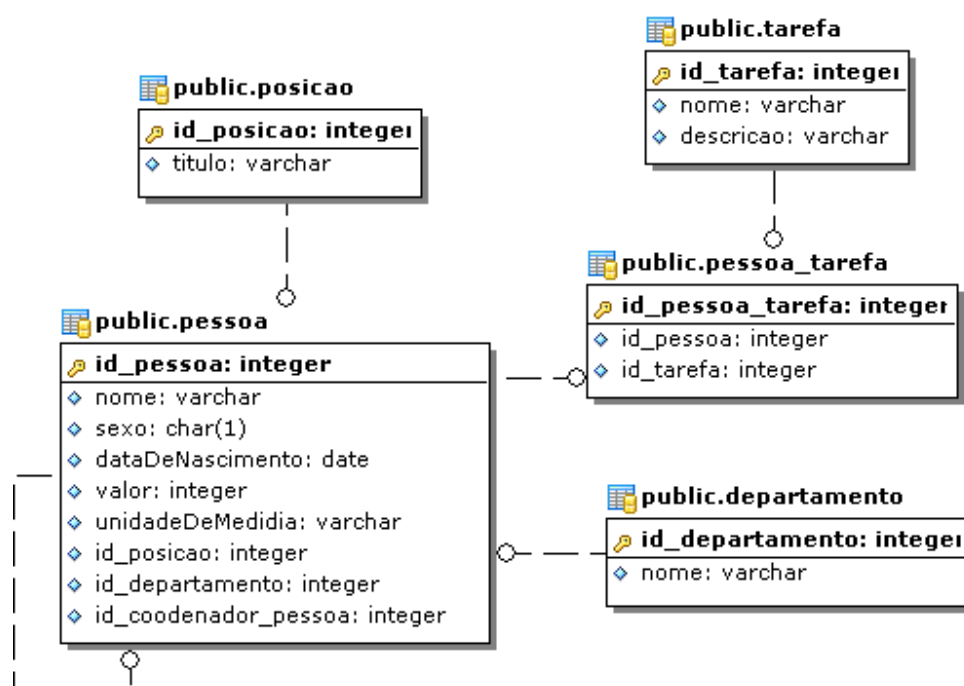 public.tarefa
id_tarefa: integer
nome: varchar
descricao: varchar
public.posicao
id_posicao: integer
titulo: varchar
public.pessoa_tarefa
id_pessoa_tarefa: integer
id_pessoa: integer
id_tarefa: integer
public.pessoa
id_pessoa: integer
nome: varchar
sexo: char(1)
dataDeNascimento: date
valor: integer
unidadeDeMedidia: varchar
id_posicao: integer
id_departamento: integer
id_coodenador_pessoa: integer
public.departamento
id_departamento: integer
nome: varchar